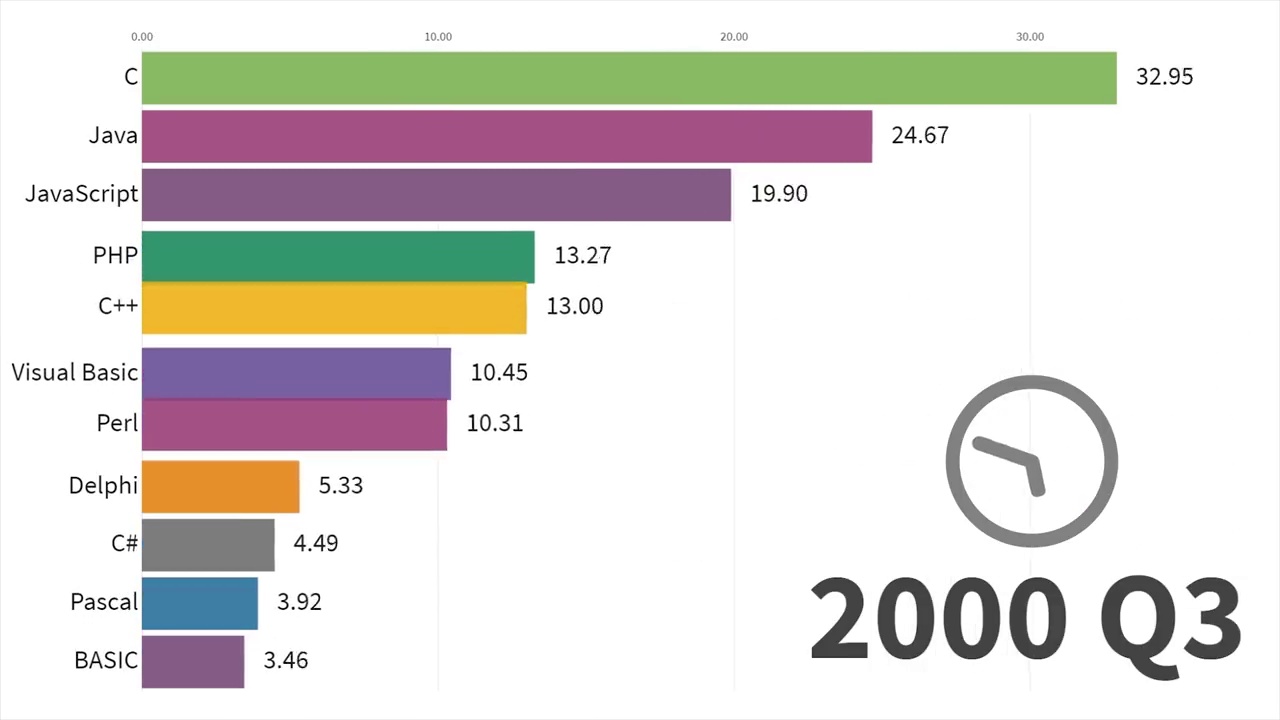 0.00 10.00 20.00 30.00
C 32.95
Java 24.67
JavaScript 19.90
PHP 13.27
C++ 13.00
Visual Basic 10.45
Perl 10.31
Delphi 5.33
C# 4.49
Pascal 3.92
BASIC 3.46
2000 Q3